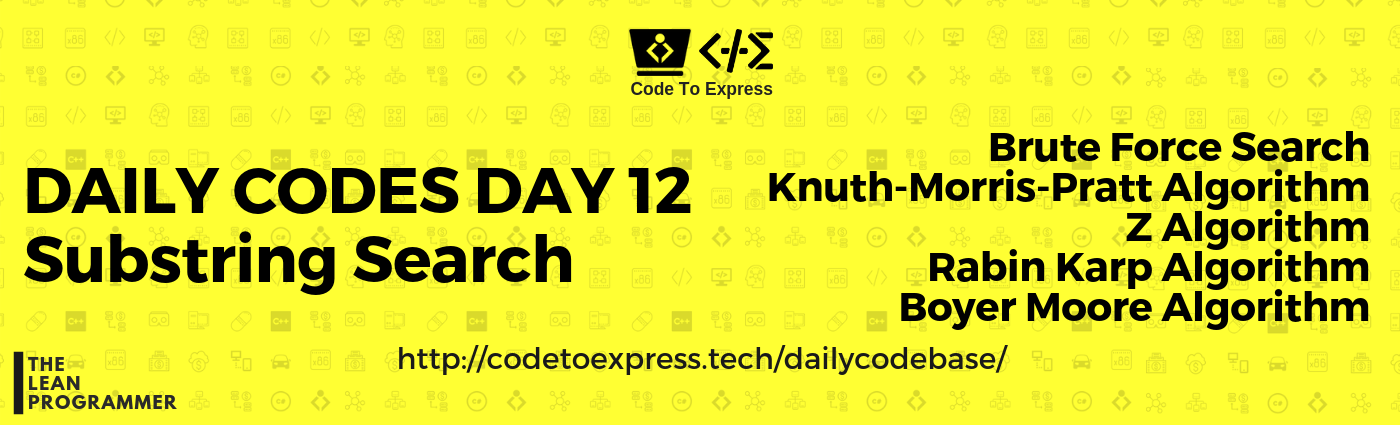 Code To Express
DAILY CODES DAY 12
Substring Search
Brute Force Search
Knuth-Morris-Pratt Algorithm
Z Algorithm
Rabin Karp Algorithm
Boyer Moore Algorithm
http://codetoexpress.tech/dailycodebase/
THE
LEAN
PROGRAMMER